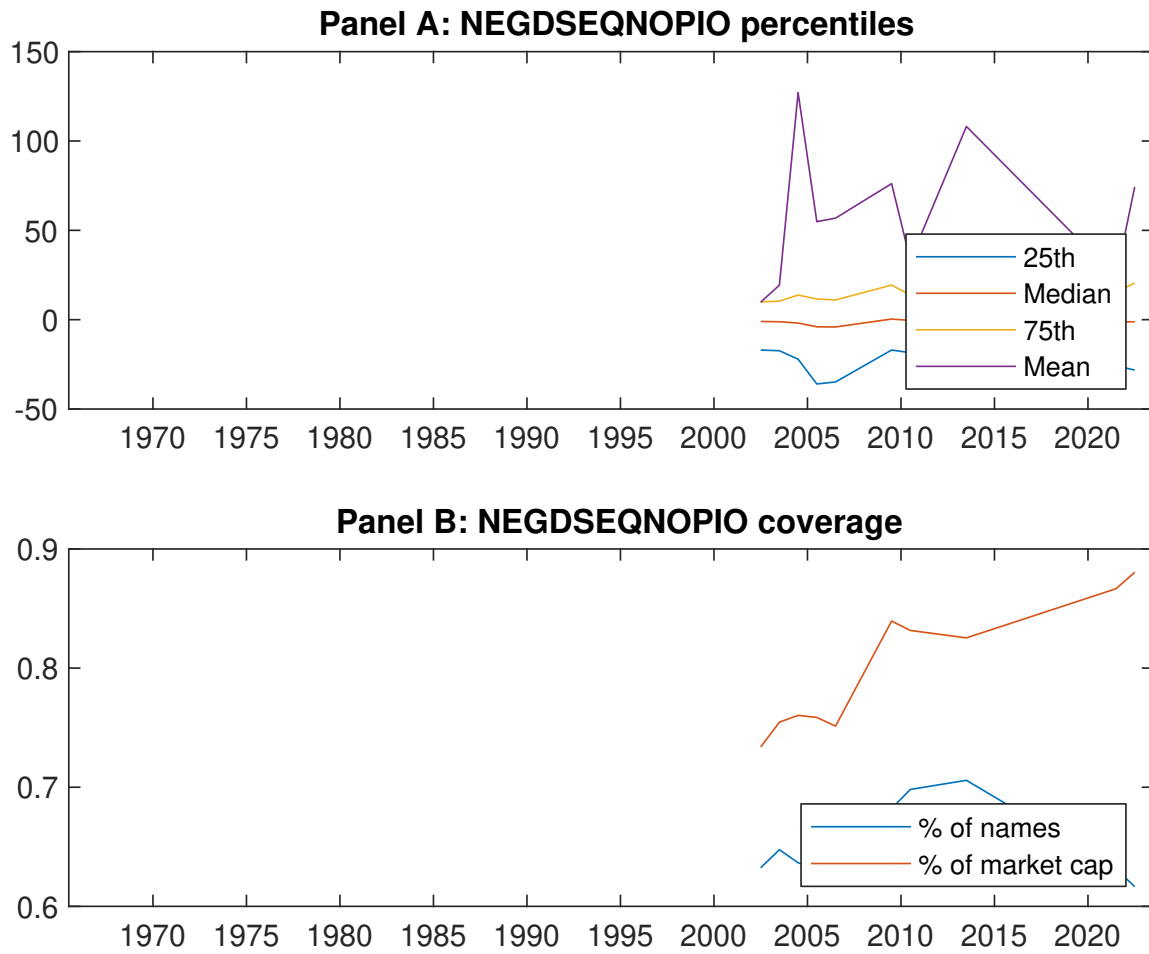 Panel A: NEGDSEQNOPIO percentiles
150
100
50
0
-50
25th
Median
75th
Mean
1970 1975 1980 1985 1990 1995 2000 2005 2010 2015 2020
Panel B: NEGDSEQNOPIO coverage
0.9
0.8
0.7
0.6
% of names
% of market cap
1970 1975 1980 1985 1990 1995 2000 2005 2010 2015 2020